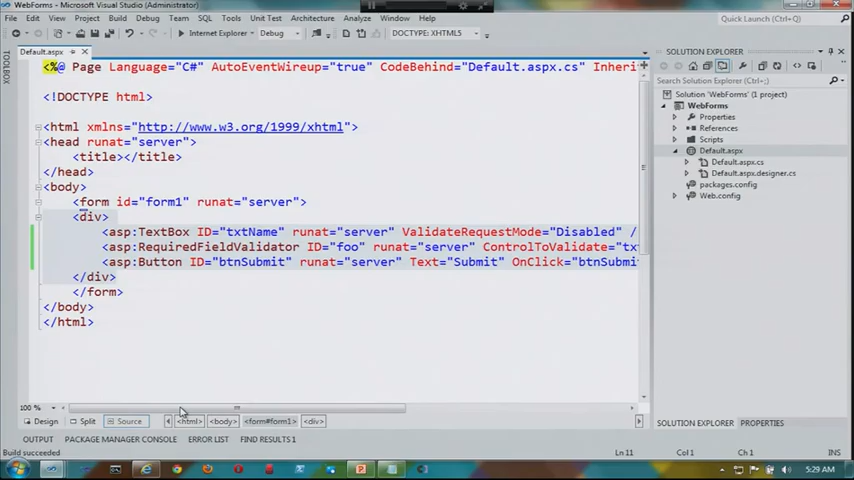 WebForms - Microsoft Visual Studio (Administrator)
Quick Launch (Ctrl+Q)
File Edit View Project Build Debug Team SQL Tools Unit Test Architecture Analyze Window Help
Internet Explorer Debug DOCTYPE: XHTML5
Default.aspx
TOOLBOX
<%@ Page Language="C#" AutoEventWireup="true" CodeBehind="Default.aspx.cs" Inheri
<!DOCTYPE html>
<html xmlns="http://www.w3.org/1999/xhtml">
<head runat="server">
<title></title>
</head>
<body>
<form id="form1" runat="server">
<div>
<asp:TextBox ID="txtName" runat="server" ValidateRequestMode="Disabled" /
<asp:RequiredFieldValidator ID="foo" runat="server" ControlToValidate="tx
<asp:Button ID="btnSubmit" runat="server" Text="Submit" OnClick="btnSubmi
</div>
</form>
</body>
</html>
100 %
Design Split Source <html> <body> <form#form1> <div>
SOLUTION EXPLORER
Search Solution Explorer (Ctrl+;)
Solution 'WebForms' (1 project)
WebForms
Properties
References
Scripts
Default.aspx
Default.aspx.cs
Default.aspx.designer.cs
packages.config
Web.config
SOLUTION EXPLORER PROPERTIES
OUTPUT PACKAGE MANAGER CONSOLE ERROR LIST FIND RESULTS 1
Build succeeded Ln 11 Col 1 Ch 1 INS
5:29 AM